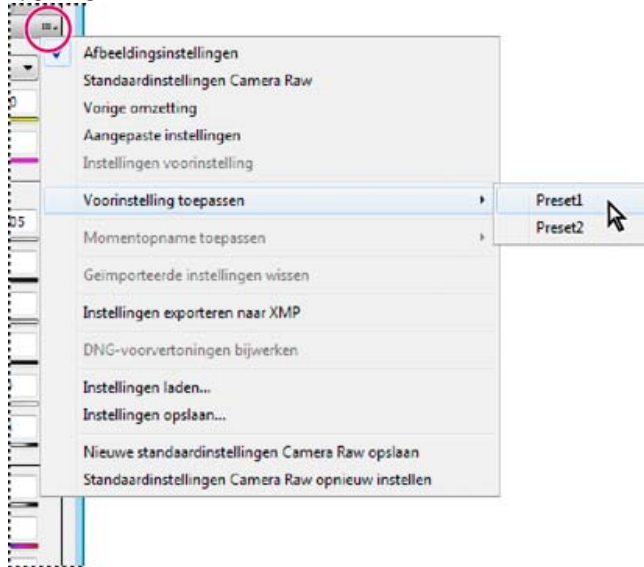 Afbeeldingsinstellingen
Standaardinstellingen Camera Raw
Vorige omzetting
Aangepaste instellingen
Instellingen voorinstelling
Voorinstelling toepassen
Preset1
Preset2
05
Momentopname toepassen
Geïmporteerde instellingen wissen
Instellingen exporteren naar XMP
DNG-voorvertoningen bijwerken
Instellingen laden...
Instellingen opslaan...
Nieuwe standaardinstellingen Camera Raw opslaan
Standaardinstellingen Camera Raw opnieuw instellen